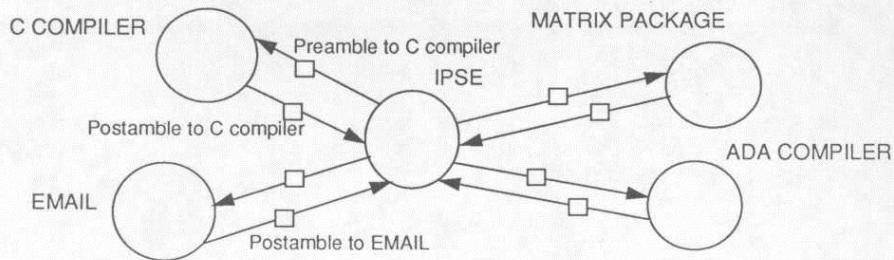 C COMPILER
MATRIX PACKAGE
Preamble to C compiler
IPSE
Postamble to C compiler
ADA COMPILER
EMAIL
Postamble to EMAIL